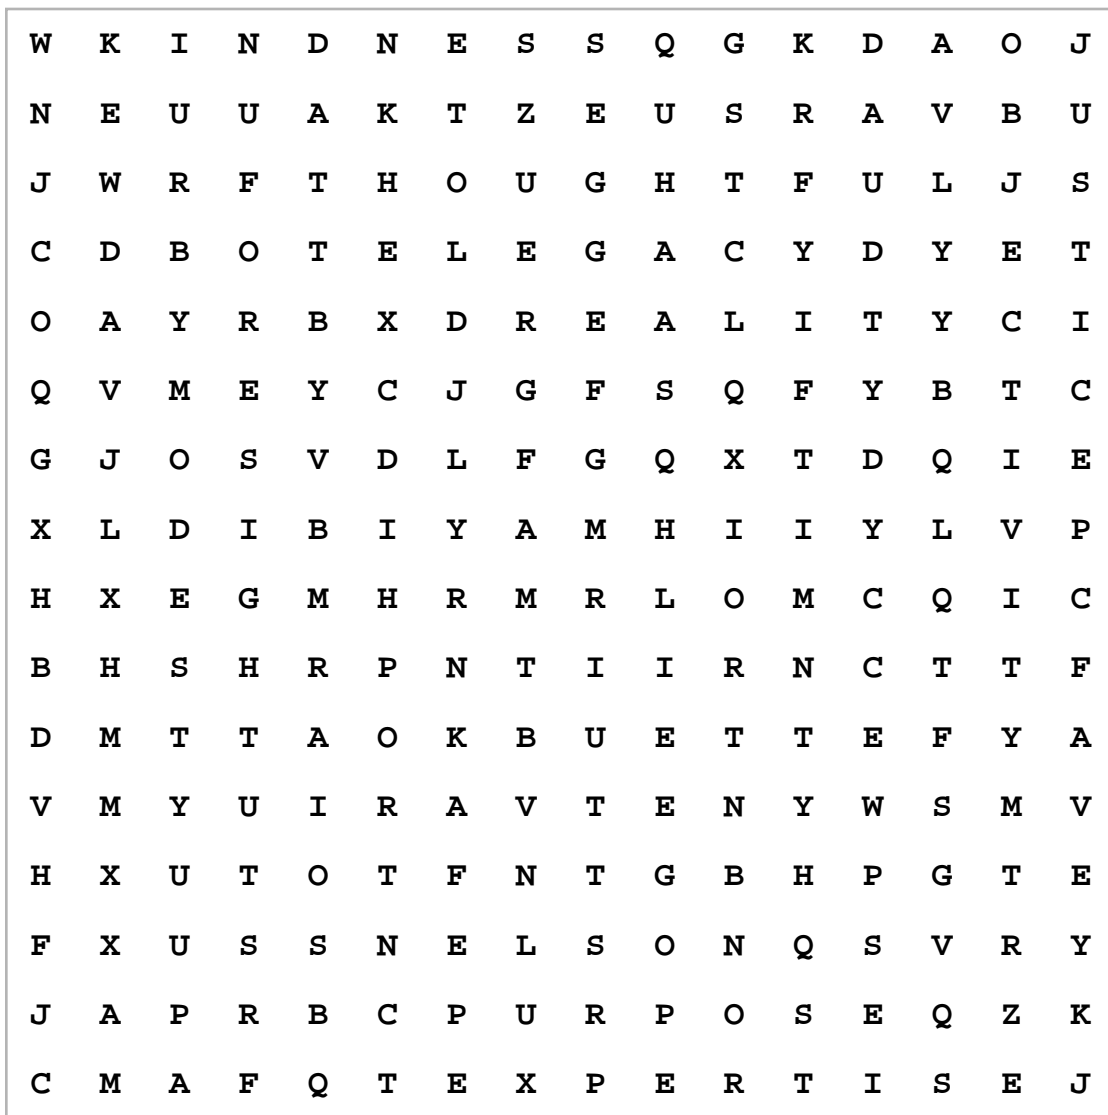 W K I N D N E S S Q G K D A O J
N E U U A K T Z E U S R A V B U
J W R F T H O U G H T F U L J S
C D B O T E L E G A C Y D Y E T
O A Y R B X D R E A L I T Y C I
Q V M E Y C J G F S Q F Y B T C
G J O S V D L F G Q X T D Q I E
X L D I B I Y A M H I I Y L V P
H X E G M H R M R L O M C Q I C
B H S H R P N T I I R N C T T F
D M T T A O K B U E T T E F Y A
V M Y U I R A V T E N Y W S M V
H X U T O T F N T G B H P G T E
F X U S S N E L S O N Q S V R Y
J A P R B C P U R P O S E Q Z K
C M A F Q T E X P E R T I S E J